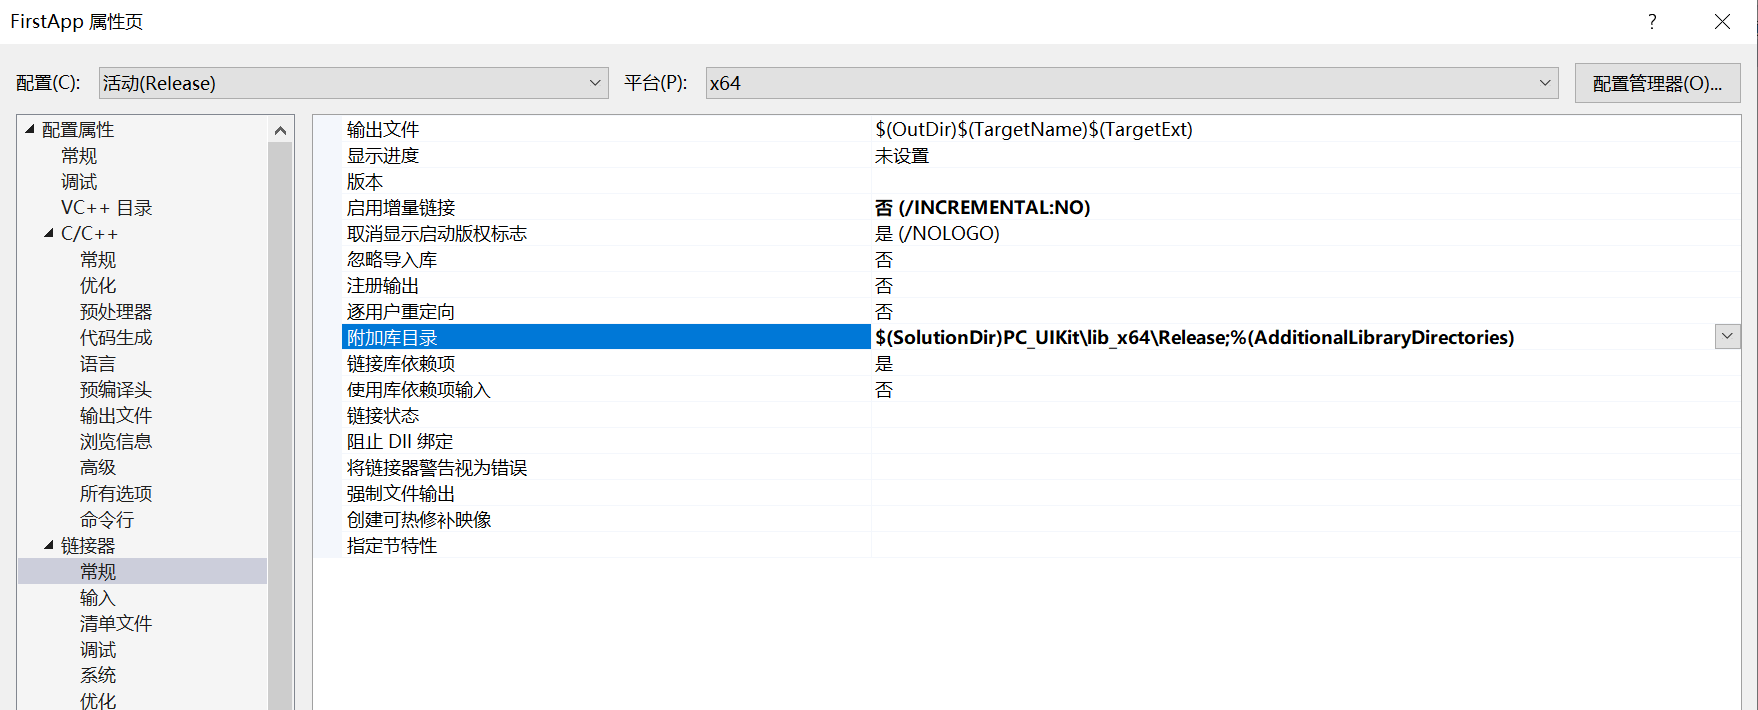 FirstApp 属性页
配置(C): 活动(Release) 平台(P): x64 配置管理器(O)...
配置属性
常规
调试
VC++ 目录
C/C++
常规
优化
预处理器
代码生成
语言
预编译头
输出文件
浏览信息
高级
所有选项
命令行
链接器
常规
输入
清单文件
调试
系统
优化
输出文件 $(OutDir)$(TargetName)$(TargetExt)
显示进度 未设置
版本
启用增量链接 否 (/INCREMENTAL:NO)
取消显示启动版权标志 是 (/NOLOGO)
忽略导入库 否
注册输出 否
逐用户重定向 否
附加库目录 $(SolutionDir)PC_UIKit\lib_x64\Release;%(AdditionalLibraryDirectories)
链接库依赖项 是
使用库依赖项输入 否
链接状态
阻止 Dll 绑定
将链接器警告视为错误
强制文件输出
创建可热修补映像
指定节特性